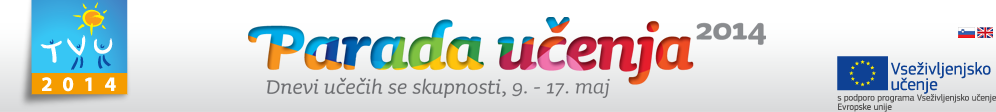 TVU
2014
Parada učenja 2014
Dnevi učečih se skupnosti, 9. - 17. maj
Vseživljenjsko
učenje
s podporo programa Vseživljenjsko učenje
Evropske unije